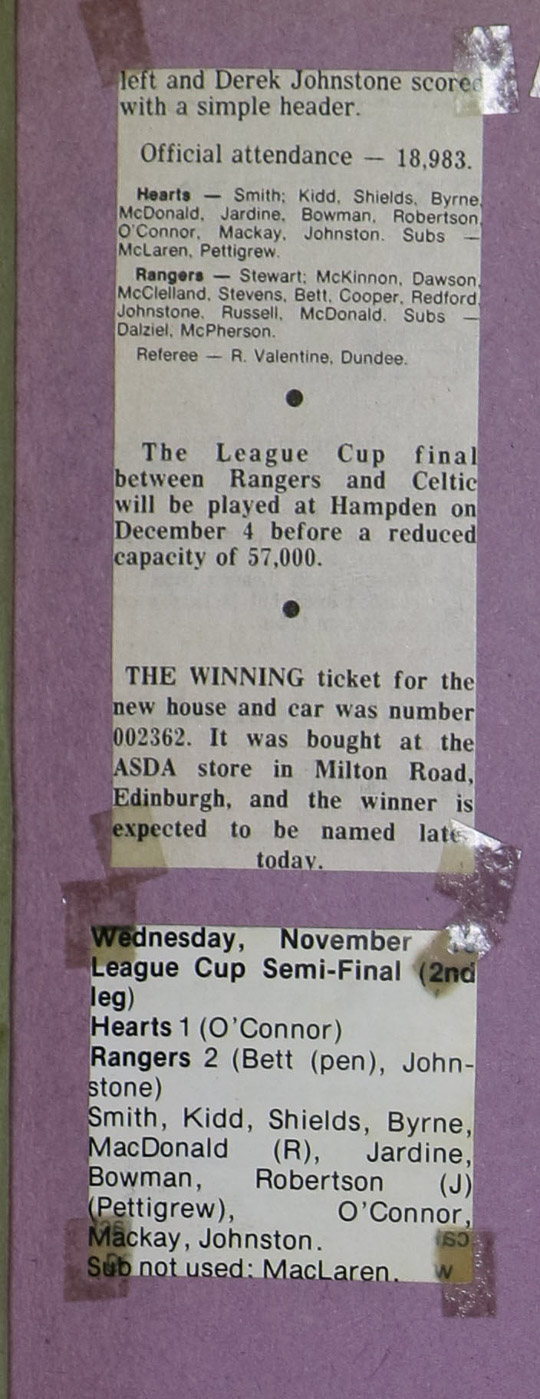 left and Derek Johnstone scored
with a simple header.
Official attendance — 18,983.
Hearts — Smith; Kidd, Shields, Byrne,
McDonald, Jardine, Bowman, Robertson,
O'Connor, Mackay, Johnston. Subs —
McLaren, Pettigrew.
Rangers — Stewart; McKinnon, Dawson,
McClelland, Stevens, Bett, Cooper, Redford,
Johnstone, Russell, McDonald. Subs —
Dalziel, McPherson.
Referee — R. Valentine, Dundee.
The League Cup final
between Rangers and Celtic
will be played at Hampden on
December 4 before a reduced
capacity of 57,000.
THE WINNING ticket for the
new house and car was number
002362. It was bought at the
ASDA store in Milton Road,
Edinburgh, and the winner is
expected to be named later
today.
Wednesday, November
League Cup Semi-Final (2nd
leg)
Hearts 1 (O'Connor)
Rangers 2 (Bett (pen), John-
stone)
Smith, Kidd, Shields, Byrne,
MacDonald (R), Jardine,
Bowman, Robertson (J)
(Pettigrew), O'Connor,
Mackay, Johnston.
Sub not used: MacLaren.